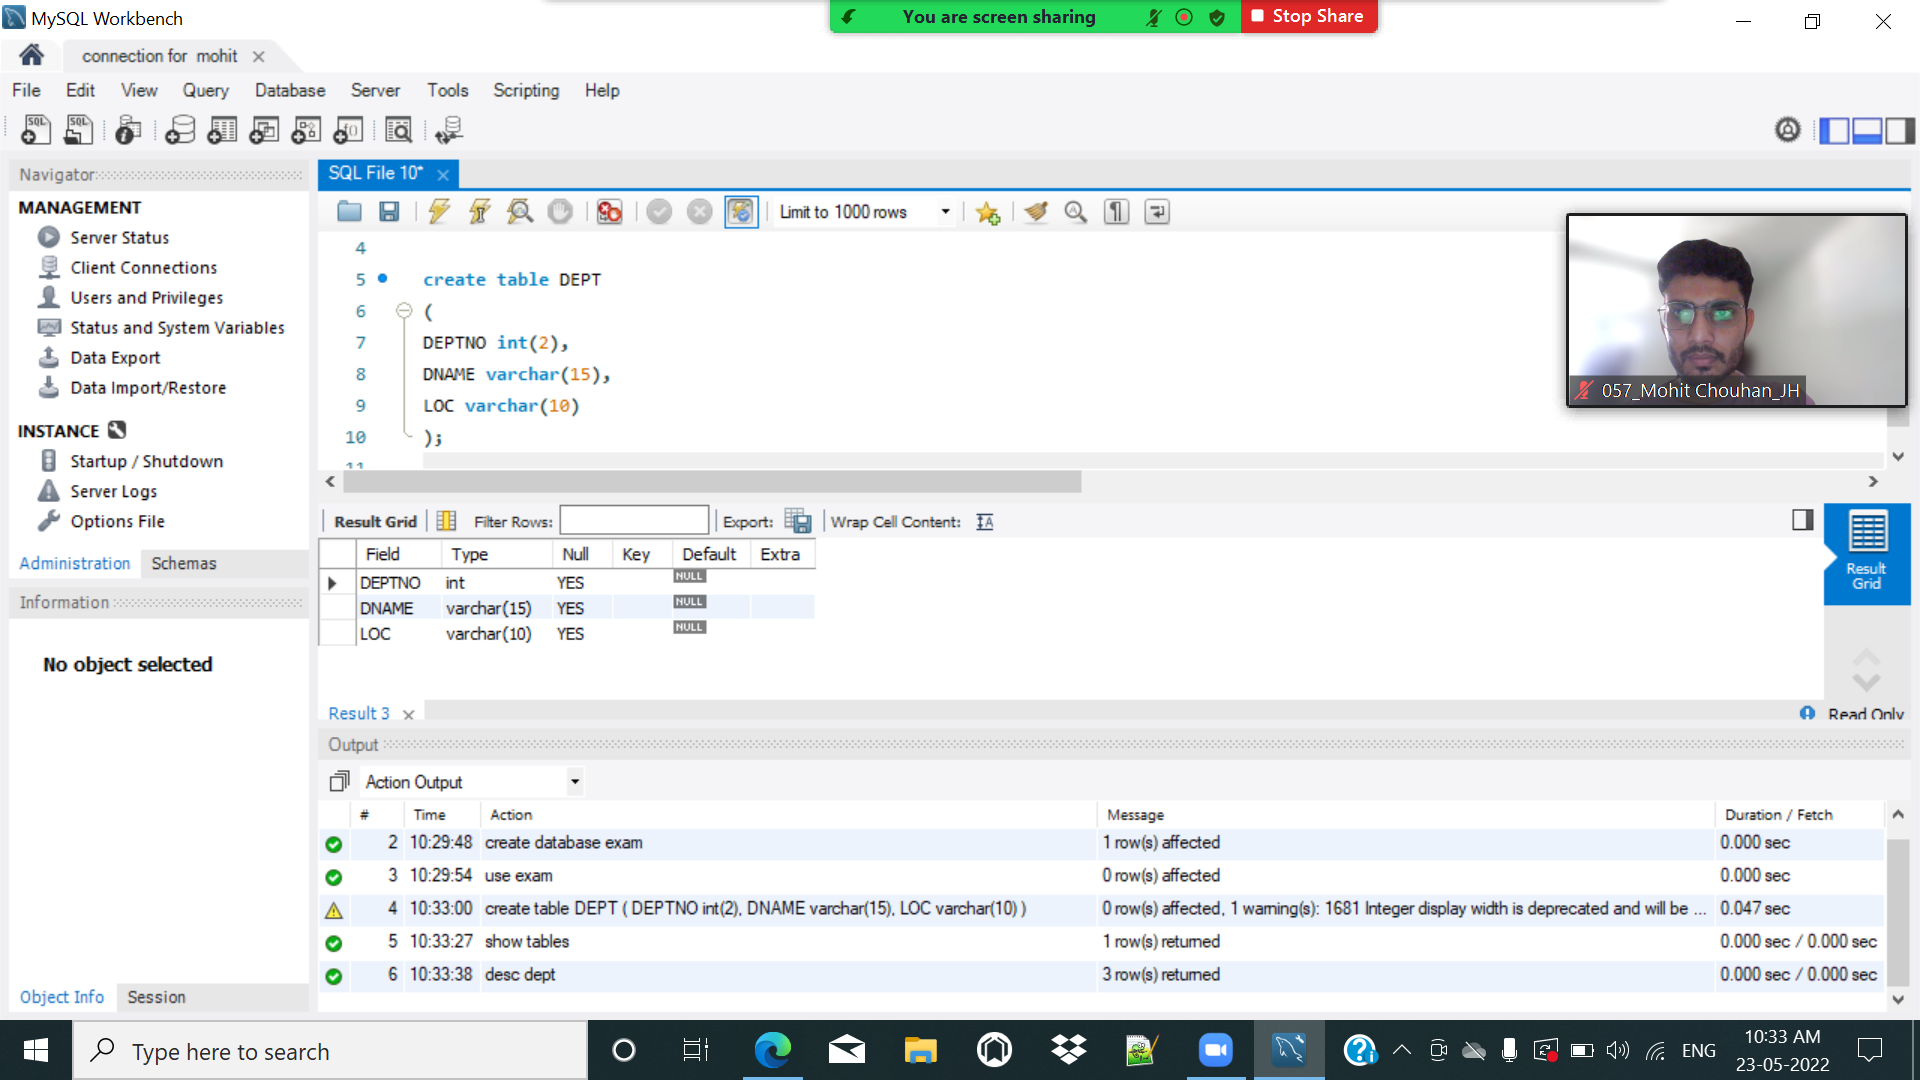 MySQL Workbench
You are screen sharing
Stop Share
connection for mohit
File Edit View Query Database Server Tools Scripting Help
Navigator
SQL File 10*
MANAGEMENT
Server Status
Client Connections
Users and Privileges
Status and System Variables
Data Export
Data Import/Restore
INSTANCE
Startup / Shutdown
Server Logs
Options File
Administration Schemas
Information
No object selected
Object Info Session
Limit to 1000 rows
4
5 create table DEPT
6 (
7 DEPTNO int(2),
8 DNAME varchar(15),
9 LOC varchar(10)
10 );
11
057_Mohit Chouhan_JH
Result Grid Filter Rows: Export: Wrap Cell Content:
Field Type Null Key Default Extra
DEPTNO int YES NULL
DNAME varchar(15) YES NULL
LOC varchar(10) YES NULL
Result Grid
Result 3
Read Only
Output
Action Output
# Time Action Message Duration / Fetch
2 10:29:48 create database exam 1 row(s) affected 0.000 sec
3 10:29:54 use exam 0 row(s) affected 0.000 sec
4 10:33:00 create table DEPT ( DEPTNO int(2), DNAME varchar(15), LOC varchar(10) ) 0 row(s) affected, 1 warning(s): 1681 Integer display width is deprecated and will be ... 0.047 sec
5 10:33:27 show tables 1 row(s) returned 0.000 sec / 0.000 sec
6 10:33:38 desc dept 3 row(s) returned 0.000 sec / 0.000 sec
Type here to search
ENG
10:33 AM
23-05-2022